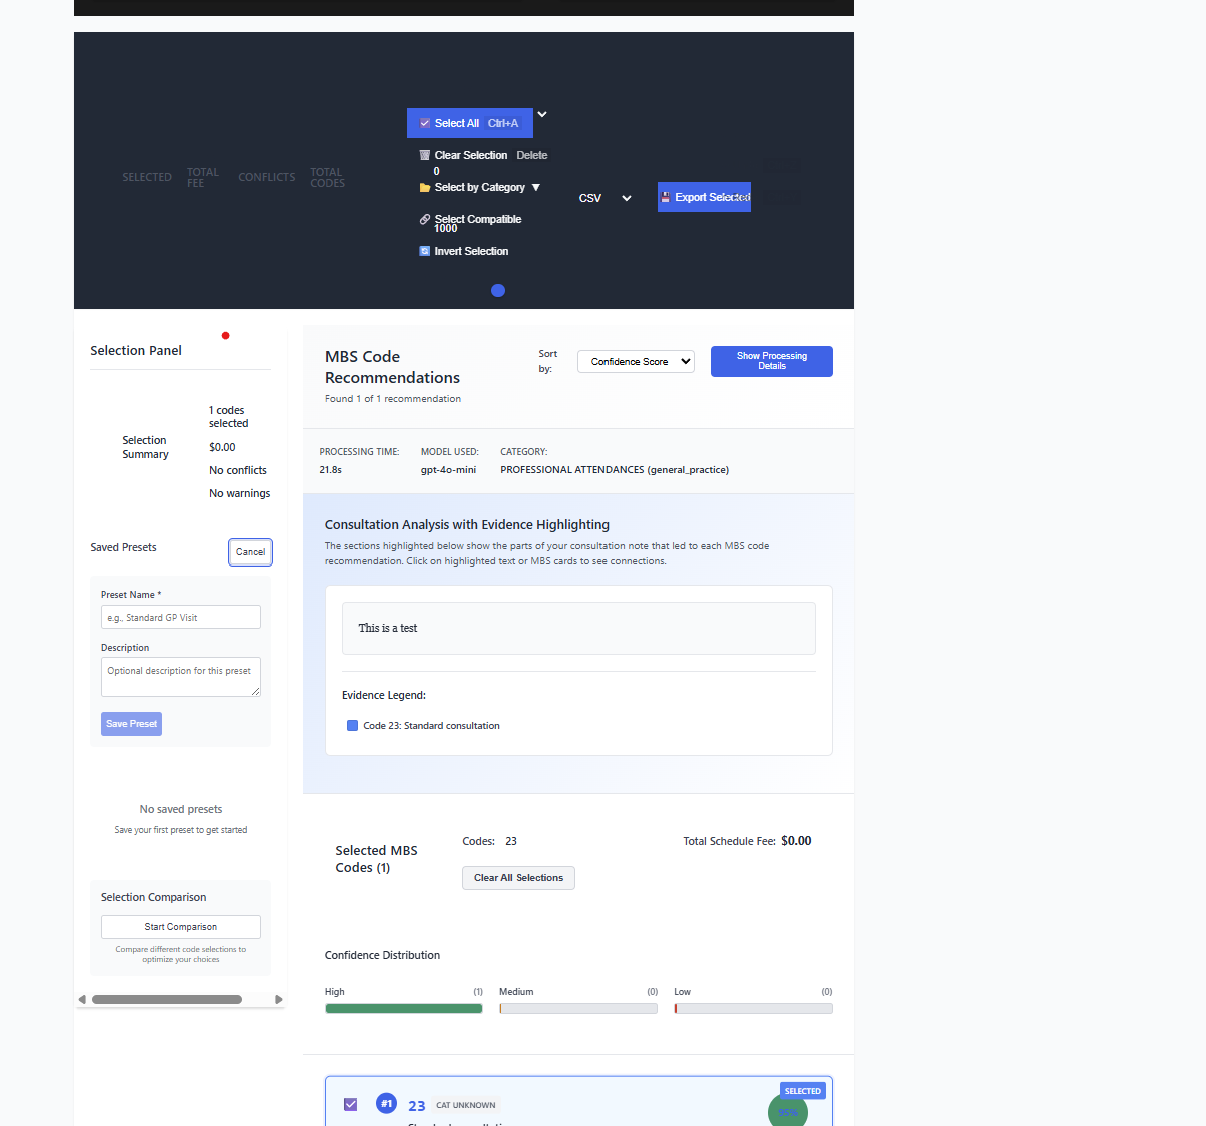 SELECTED
TOTAL FEE
CONFLICTS
TOTAL CODES
Select All Ctrl+A
Clear Selection Delete
0
Select by Category ▼
Select Compatible
1000
Invert Selection
CSV
Export Selected
Selection Panel
Selection Summary
1 codes selected
$0.00
No conflicts
No warnings
Saved Presets
Cancel
Preset Name *
e.g., Standard GP Visit
Description
Optional description for this preset
Save Preset
No saved presets
Save your first preset to get started
Selection Comparison
Start Comparison
Compare different code selections to
optimize your choices
MBS Code
Recommendations
Found 1 of 1 recommendation
Sort by:
Confidence Score
Show Processing
Details
PROCESSING TIME:
21.8s
MODEL USED:
gpt-4o-mini
CATEGORY:
PROFESSIONAL ATTENDANCES (general_practice)
Consultation Analysis with Evidence Highlighting
The sections highlighted below show the parts of your consultation note that led to each MBS code
recommendation. Click on highlighted text or MBS cards to see connections.
This is a test
Evidence Legend:
Code 23: Standard consultation
Selected MBS
Codes (1)
Codes: 23
Clear All Selections
Total Schedule Fee: $0.00
Confidence Distribution
High (1)
Medium (0)
Low (0)
SELECTED
#1 23 CAT UNKNOWN
95%